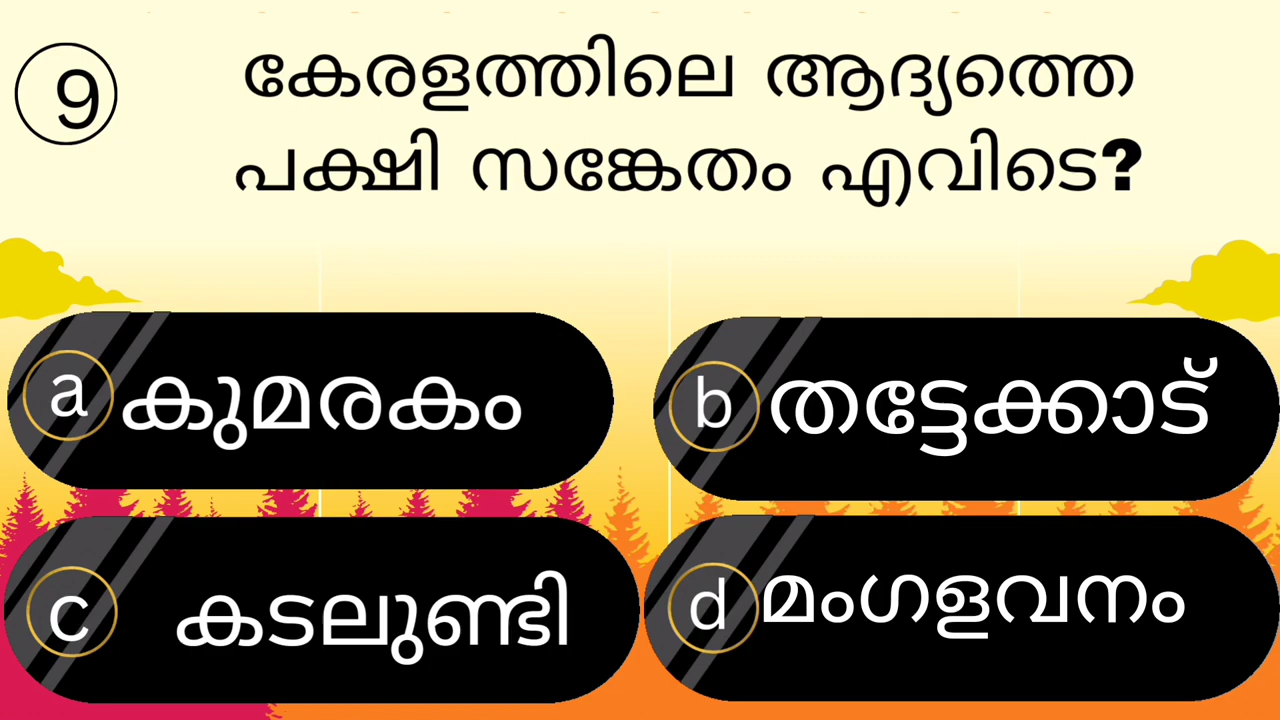 9
കേരളത്തിലെ ആദ്യത്തെ
പക്ഷി സങ്കേതം എവിടെ?
a കുമരകം
b തട്ടേക്കാട്
c കടലുണ്ടി
d മംഗളവനം